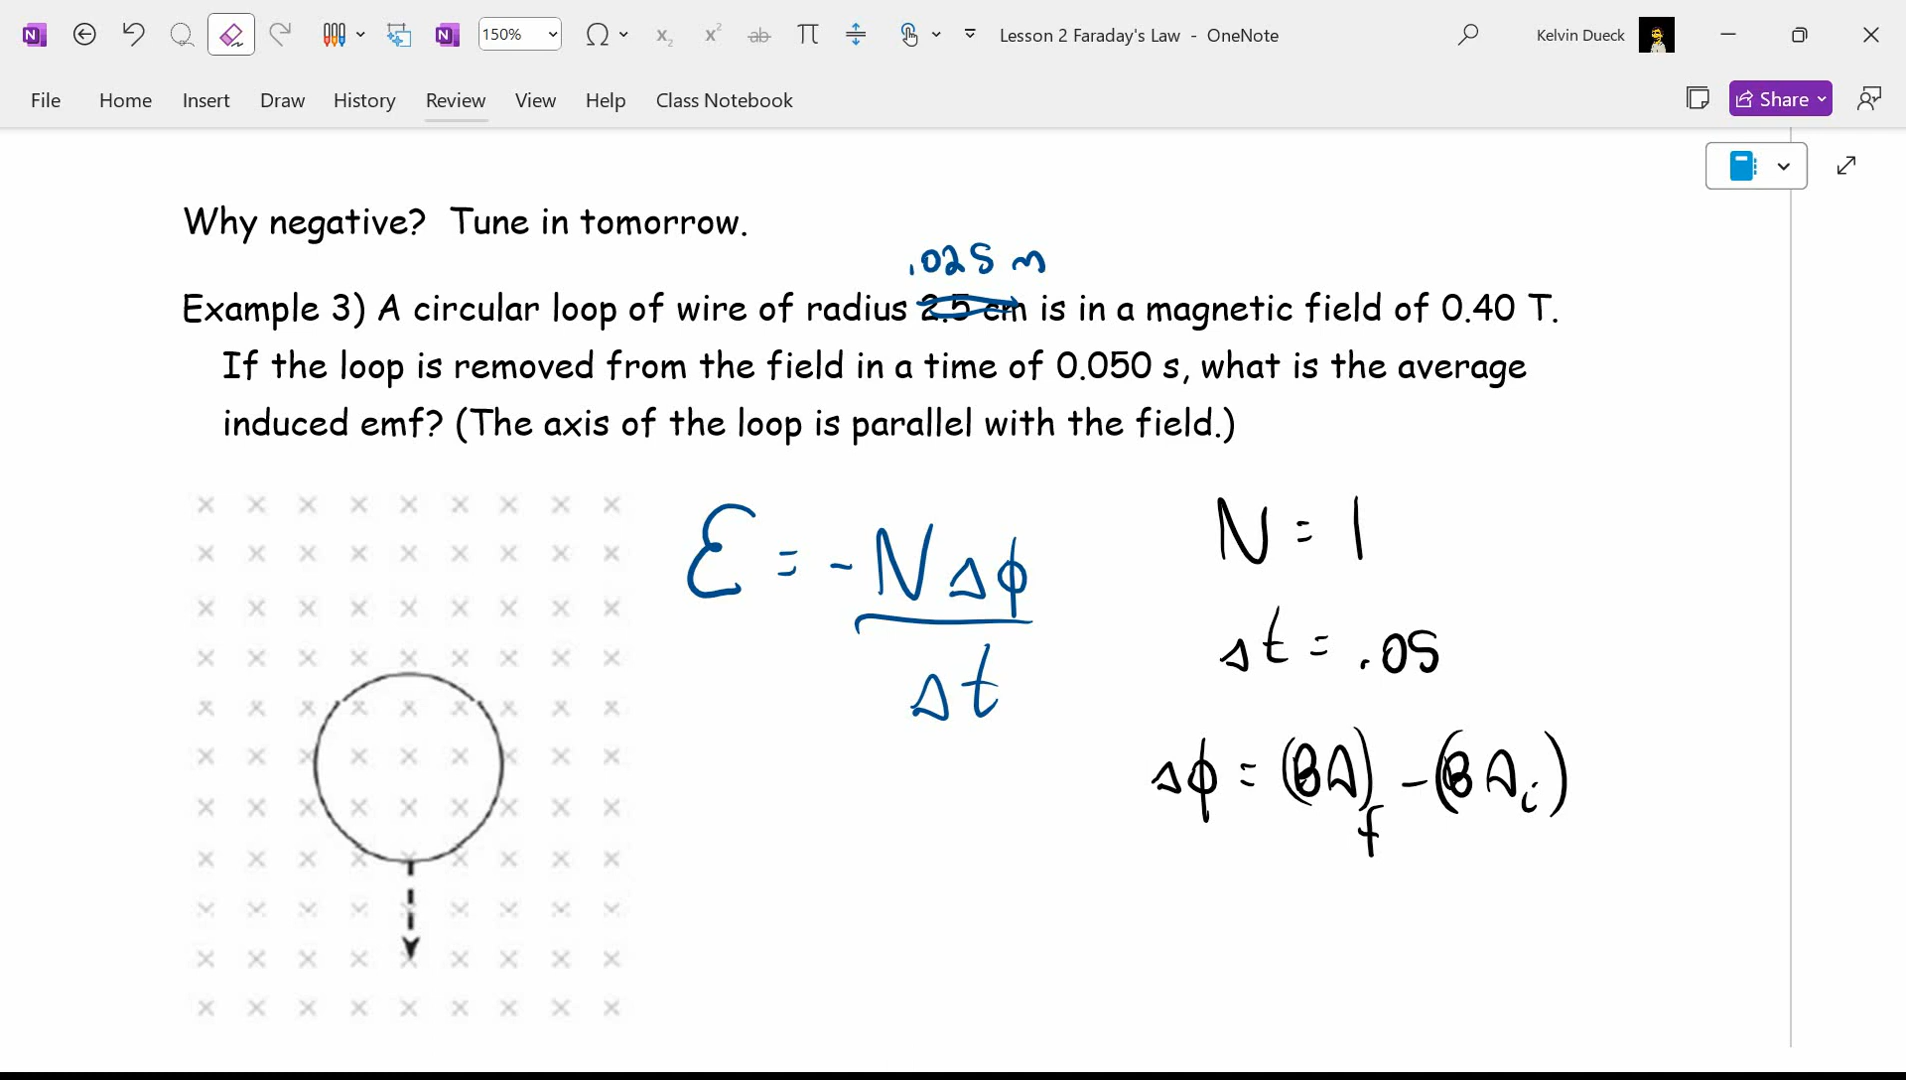 150%
Lesson 2 Faraday's Law - OneNote
Kelvin Dueck
File Home Insert Draw History Review View Help Class Notebook
Share
Why negative? Tune in tomorrow.
.025 m
Example 3) A circular loop of wire of radius 2.5 cm is in a magnetic field of 0.40 T.
If the loop is removed from the field in a time of 0.050 s, what is the average
induced emf? (The axis of the loop is parallel with the field.)
ℰ = -NΔϕ
Δt
N = 1
Δt = .05
Δϕ = (BA)f - (BAi)